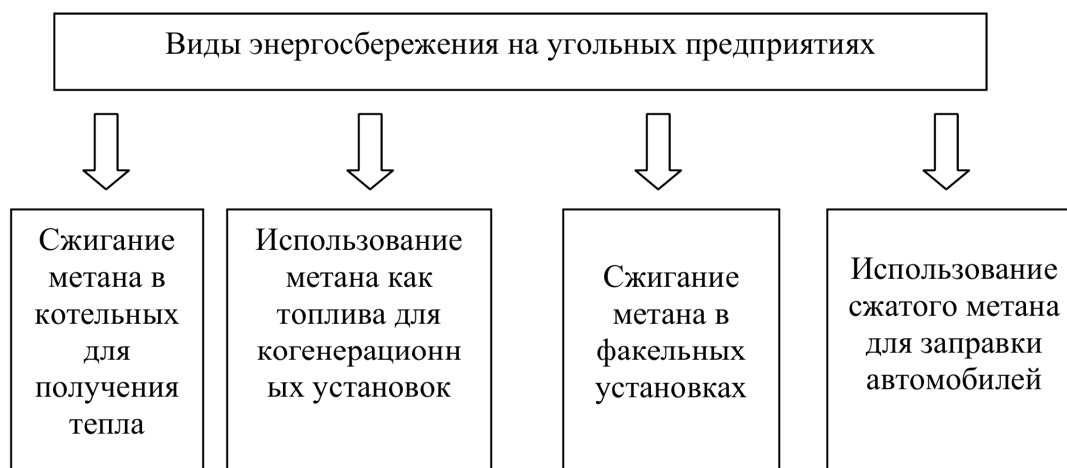 Виды энергосбережения на угольных предприятиях
Сжигание
метана в
котельных
для
получения
тепла
Использование
метана как
топлива для
когенерационн
ых установок
Сжигание
метана в
факельных
установках
Использование
сжатого метана
для заправки
автомобилей